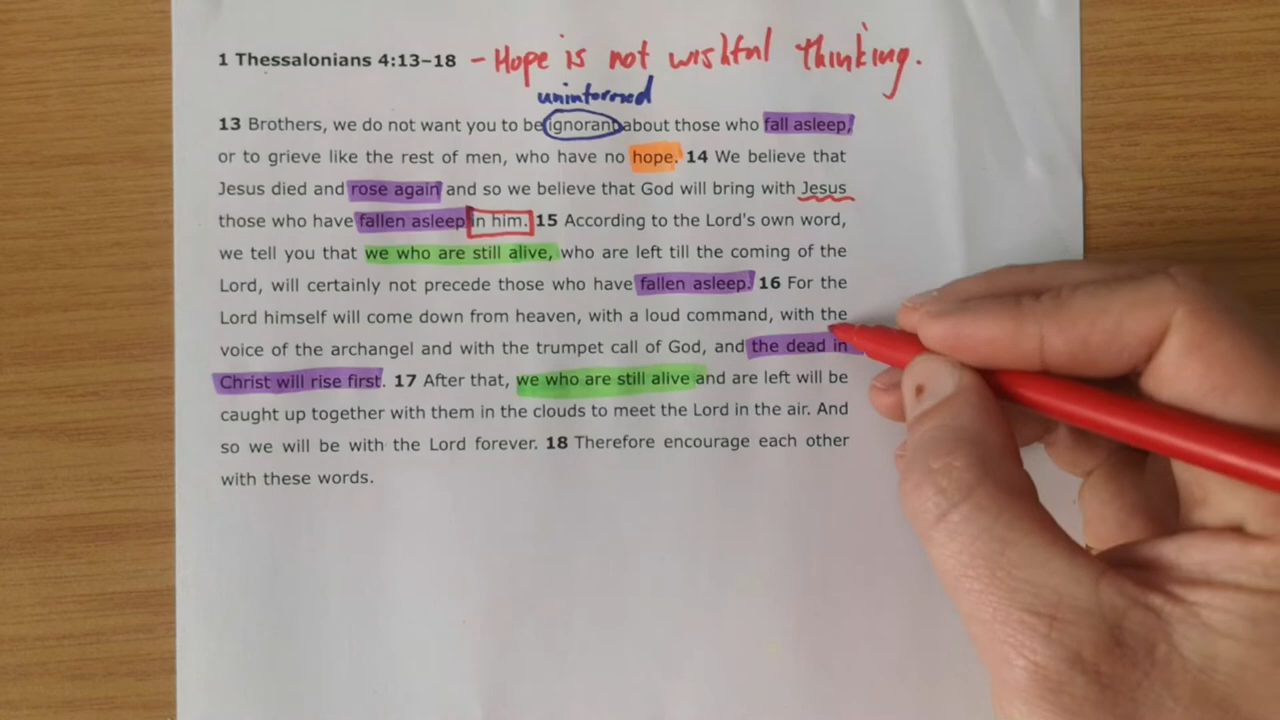 1 Thessalonians 4:13–18 - Hope is not wishful thinking.
uninformed
13 Brothers, we do not want you to be ignorant about those who fall asleep,
or to grieve like the rest of men, who have no hope. 14 We believe that
Jesus died and rose again and so we believe that God will bring with Jesus
those who have fallen asleep in him. 15 According to the Lord's own word,
we tell you that we who are still alive, who are left till the coming of the
Lord, will certainly not precede those who have fallen asleep. 16 For the
Lord himself will come down from heaven, with a loud command, with the
voice of the archangel and with the trumpet call of God, and the dead in
Christ will rise first. 17 After that, we who are still alive and are left will be
caught up together with them in the clouds to meet the Lord in the air. And
so we will be with the Lord forever. 18 Therefore encourage each other
with these words.